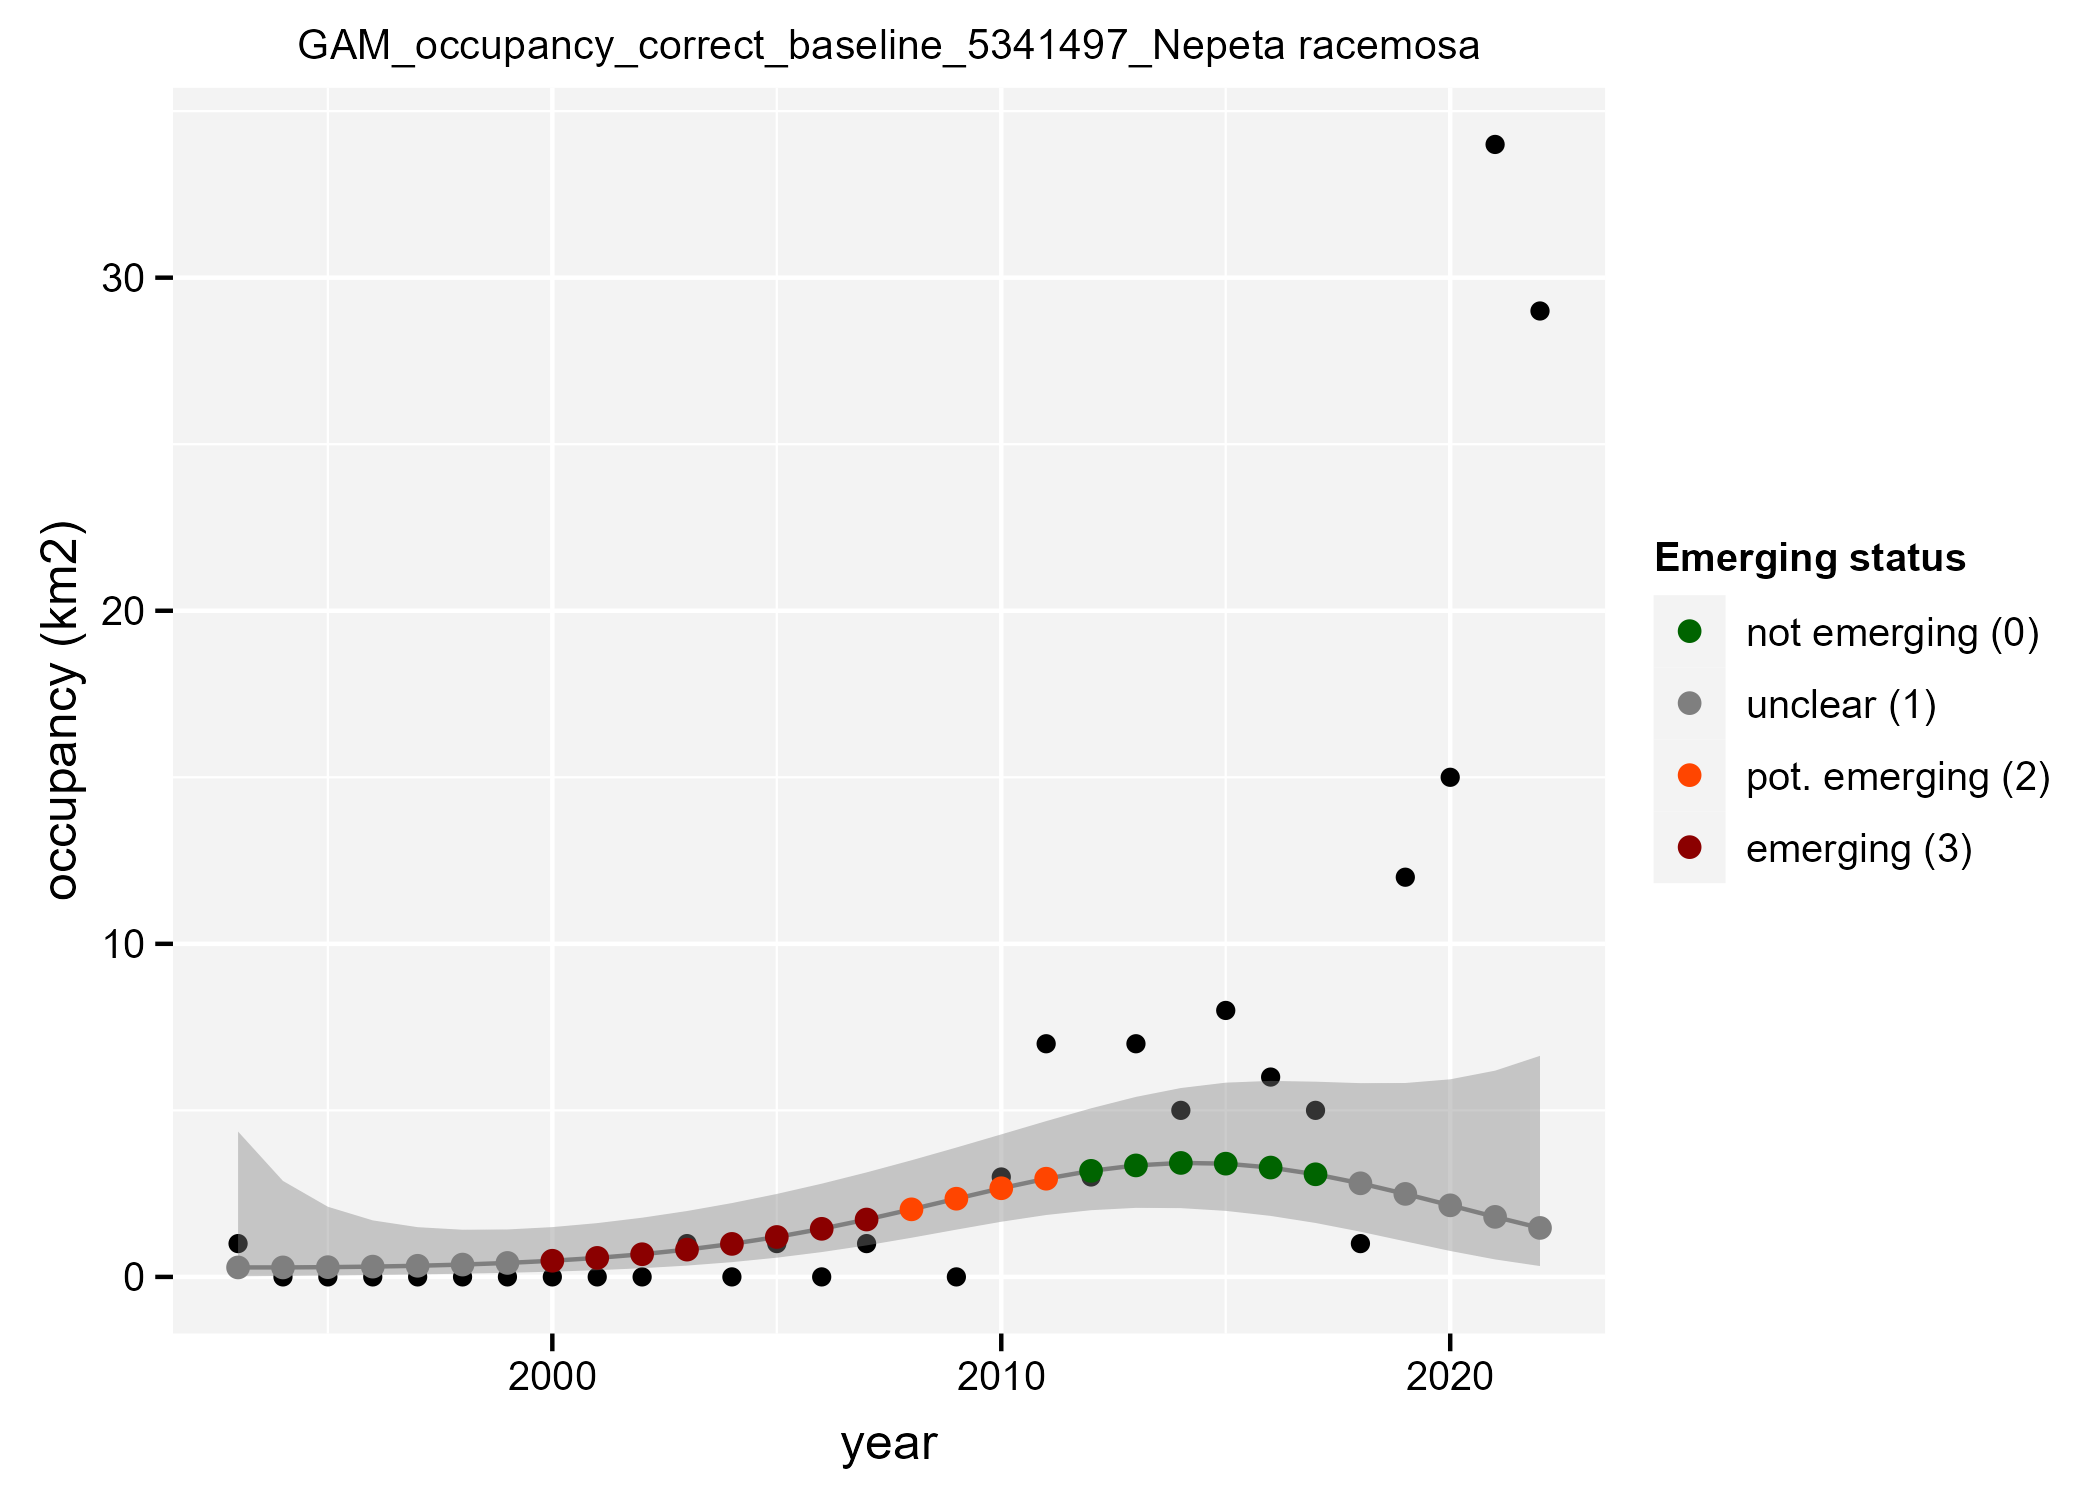 GAM_occupancy_correct_baseline_5341497_Nepeta racemosa
occupancy (km2)
30
20
10
0
2000
2010
2020
year
Emerging status
not emerging (0)
unclear (1)
pot. emerging (2)
emerging (3)